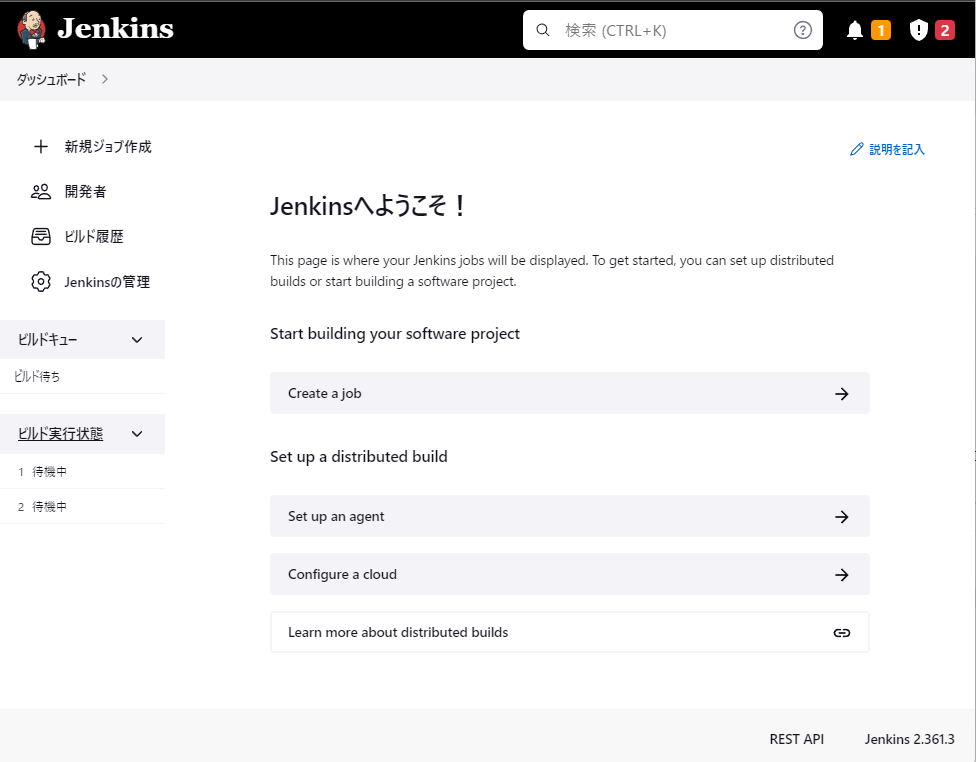 Jenkins
検索 (CTRL+K)
1
2
ダッシュボード
新規ジョブ作成
開発者
ビルド履歴
Jenkinsの管理
ビルドキュー
ビルド待ち
ビルド実行状態
1 待機中
2 待機中
説明を記入
Jenkinsへようこそ！
This page is where your Jenkins jobs will be displayed. To get started, you can set up distributed
builds or start building a software project.
Start building your software project
Create a job
Set up a distributed build
Set up an agent
Configure a cloud
Learn more about distributed builds
REST API
Jenkins 2.361.3